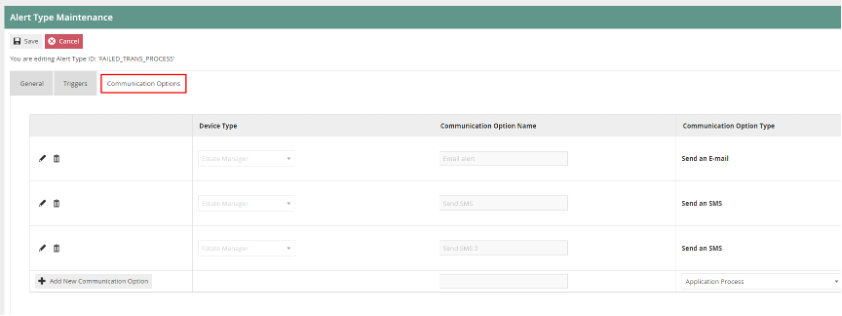 Alert Type Maintenance
Save Cancel
You are editing Alert Type ID: 'FAILED_TRANS_PROCESS'
General Triggers Communication Options
Device Type Communication Option Name Communication Option Type
Estate Manager Email alert Send an E-mail
Estate Manager Send SMS Send an SMS
Estate Manager Send SMS 2 Send an SMS
Add New Communication Option Application Process